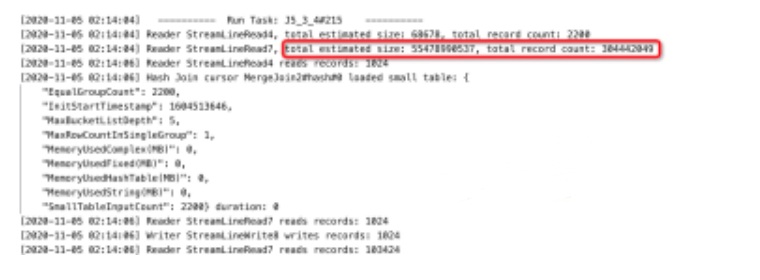 [2020-11-05 02:14:04] ---------- Run Task: J5_3_4#215 ----------
[2020-11-05 02:14:04] Reader StreamLineRead4, total estimated size: 68678, total record count: 2200
[2020-11-05 02:14:04] Reader StreamLineRead7, total estimated size: 55478990537, total record count: 304442049
[2020-11-05 02:14:06] Reader StreamLineRead4 reads records: 1024
[2020-11-05 02:14:06] Hash Join cursor MergeJoin2#hash#0 loaded small table: {
"EqualGroupCount": 2200,
"InitStartTimestamp": 1604513646,
"MaxBucketListDepth": 5,
"MaxRowCountInSingleGroup": 1,
"MemoryUsedComplex(MB)": 0,
"MemoryUsedFixed(MB)": 0,
"MemoryUsedHashTable(MB)": 0,
"MemoryUsedString(MB)": 0,
"SmallTableInputCount": 2200} duration: 0
[2020-11-05 02:14:06] Reader StreamLineRead7 reads records: 1024
[2020-11-05 02:14:06] Writer StreamLineWrite8 writes records: 1024
[2020-11-05 02:14:06] Reader StreamLineRead7 reads records: 103424